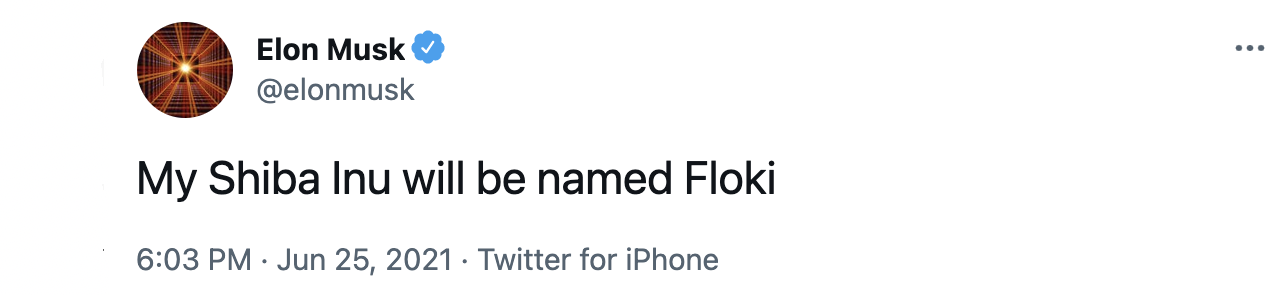 Elon Musk
@elonmusk
My Shiba Inu will be named Floki
6:03 PM · Jun 25, 2021 · Twitter for iPhone